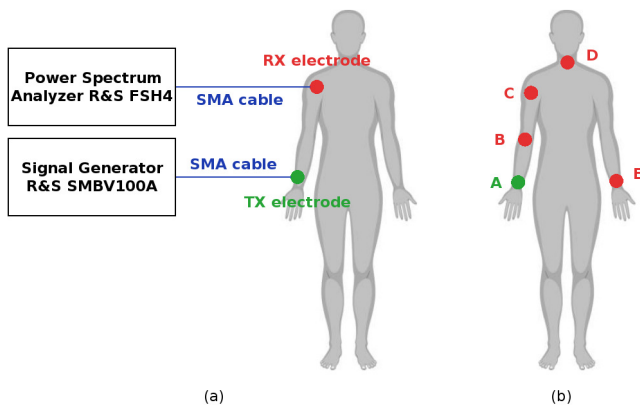 Power Spectrum
Analyzer R&S FSH4
SMA cable
RX electrode
Signal Generator
R&S SMBV100A
SMA cable
TX electrode
D
C
B
A
E
(a)
(b)